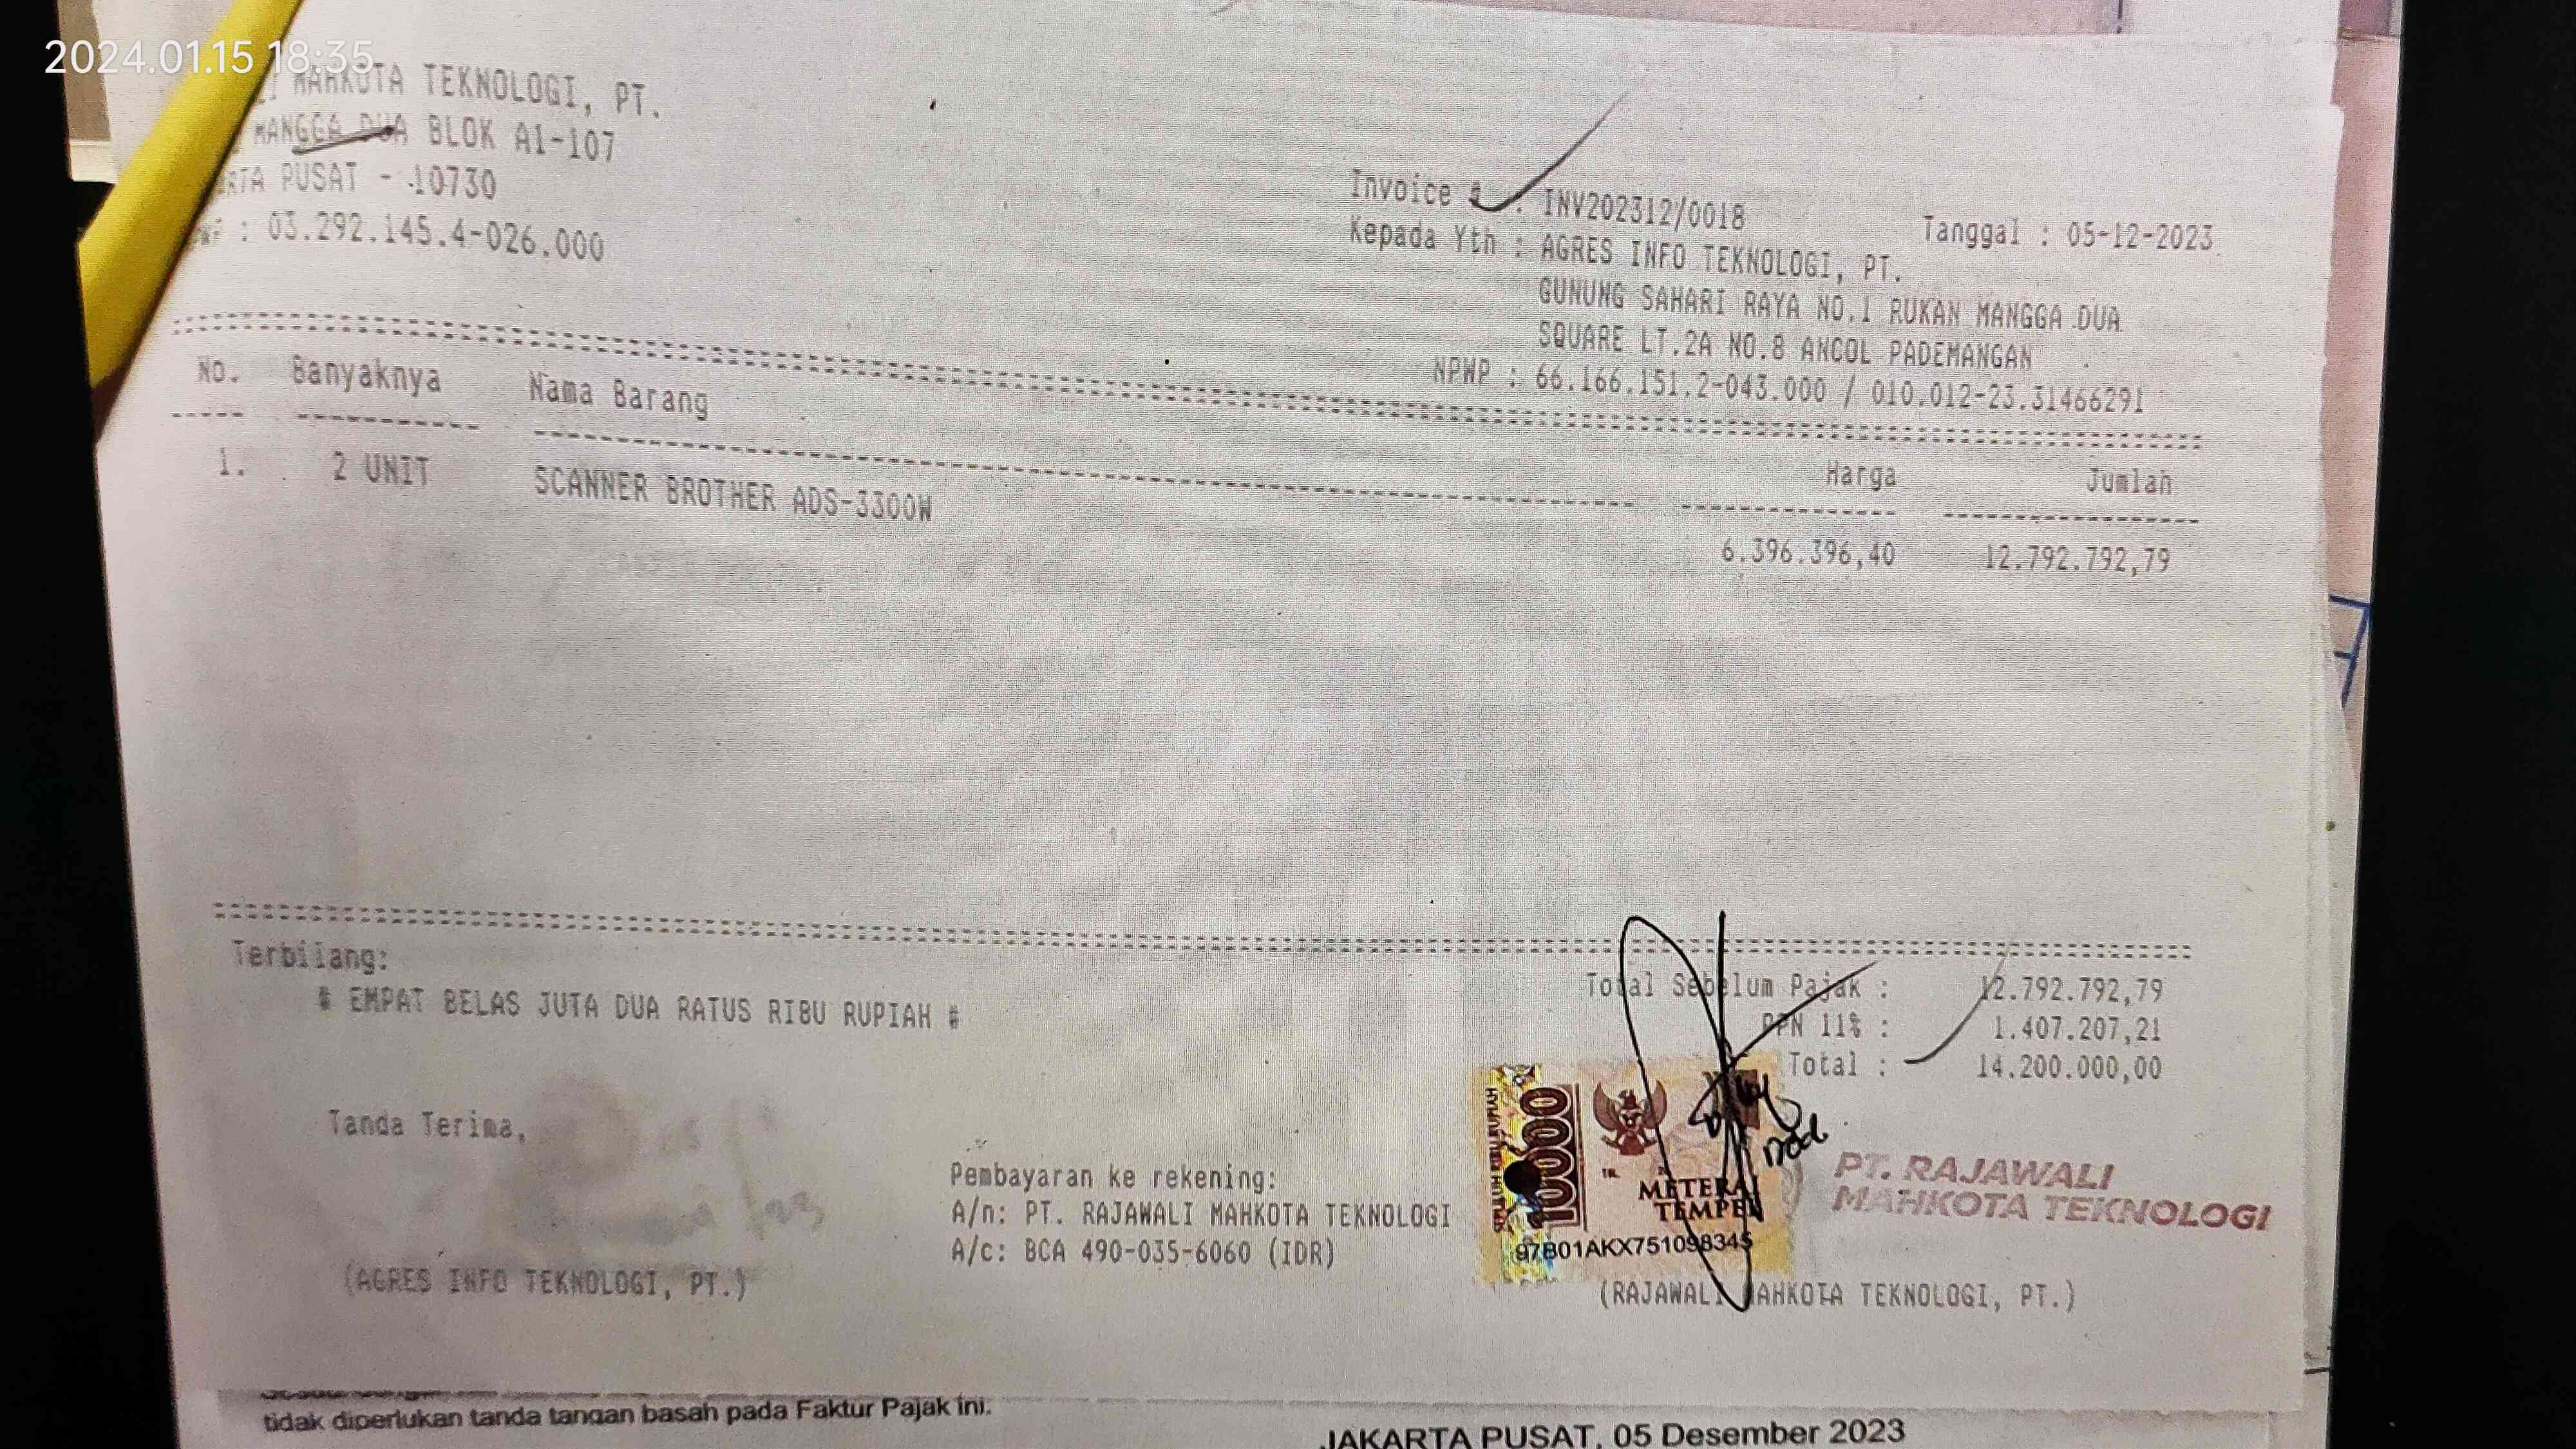 2024.01.15 18:35
MAHKOTA TEKNOLOGI, PT.
MANGGA DUA BLOK A1-107
PUSAT - 10730
: 03.292.145.4-026.000
Invoice # : INV202312/0018
Tanggal : 05-12-2023
Kepada Yth : AGRES INFO TEKNOLOGI, PT.
GUNUNG SAHARI RAYA NO.1 RUKAN MANGGA DUA
SQUARE LT.2A NO.8 ANCOL PADEMANGAN
NPWP : 66.166.151.2-043.000 / 010.012-23.31466291
No. Banyaknya Nama Barang Harga Jumlah
1. 2 UNIT SCANNER BROTHER ADS-3300W 6.396.396,40 12.792.792,79
Terbilang:
# EMPAT BELAS JUTA DUA RATUS RIBU RUPIAH #
Total Sebelum Pajak : 12.792.792,79
PPN 11% : 1.407.207,21
Total : 14.200.000,00
Tanda Terima,
Pembayaran ke rekening:
A/n: PT. RAJAWALI MAHKOTA TEKNOLOGI
A/c: BCA 490-035-6060 (IDR)
SEPULUH RIBU RUPIAH
10000
METERAI
TEMPEL
97B01AKX751098345
PT. RAJAWALI
MAHKOTA TEKNOLOGI
(AGRES INFO TEKNOLOGI, PT.)
(RAJAWALI MAHKOTA TEKNOLOGI, PT.)
tidak diperlukan tanda tangan basah pada Faktur Pajak ini.
JAKARTA PUSAT, 05 Desember 2023